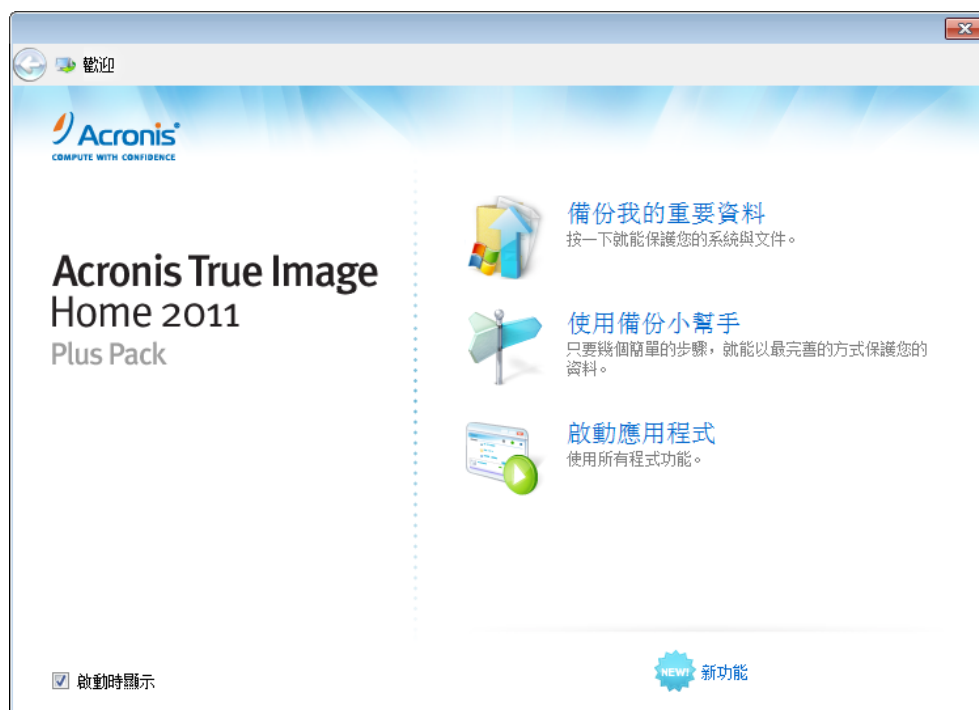 歡迎
Acronis
COMPUTE WITH CONFIDENCE
Acronis True Image
Home 2011
Plus Pack
備份我的重要資料
按一下就能保護您的系統與文件。
使用備份小幫手
只要幾個簡單的步驟，就能以最完善的方式保護您的
資料。
啟動應用程式
使用所有程式功能。
啟動時顯示
NEW! 新功能